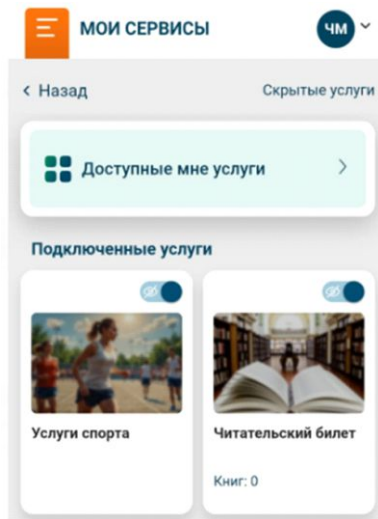 МОИ СЕРВИСЫ
ЧМ
Назад
Скрытые услуги
Доступные мне услуги
Подключенные услуги
Услуги спорта
Читательский билет
Книг: 0